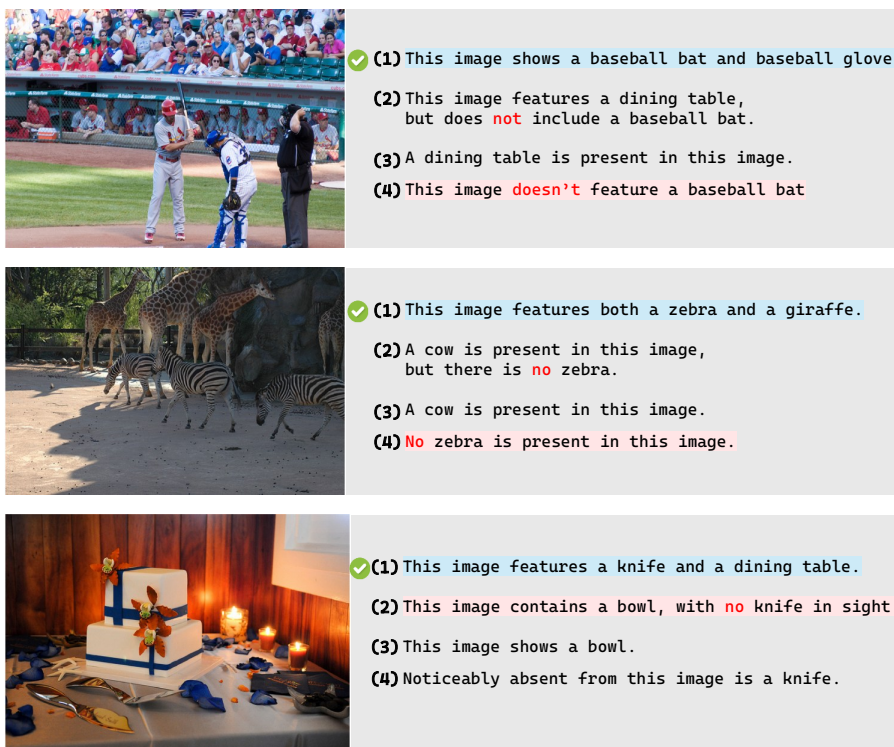 (1) This image shows a baseball bat and baseball glove
(2) This image features a dining table,
but does not include a baseball bat.
(3) A dining table is present in this image.
(4) This image doesn't feature a baseball bat
(1) This image features both a zebra and a giraffe.
(2) A cow is present in this image,
but there is no zebra.
(3) A cow is present in this image.
(4) No zebra is present in this image.
(1) This image features a knife and a dining table.
(2) This image contains a bowl, with no knife in sight
(3) This image shows a bowl.
(4) Noticeably absent from this image is a knife.